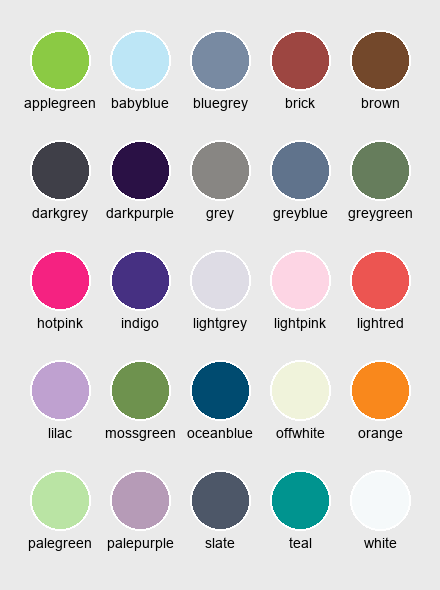 applegreen babyblue bluegrey brick brown
darkgrey darkpurple grey greyblue greygreen
hotpink indigo lightgrey lightpink lightred
lilac mossgreen oceanblue offwhite orange
palegreen palepurple slate teal white